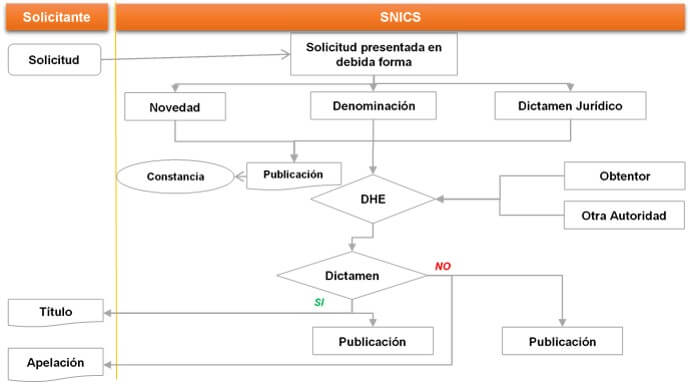 Solicitante
SNICS
Solicitud
Solicitud presentada en
debida forma
Novedad
Denominación
Dictamen Jurídico
Constancia
Publicación
DHE
Obtentor
Otra Autoridad
Dictamen
NO
SI
Titulo
Publicación
Publicación
Apelación